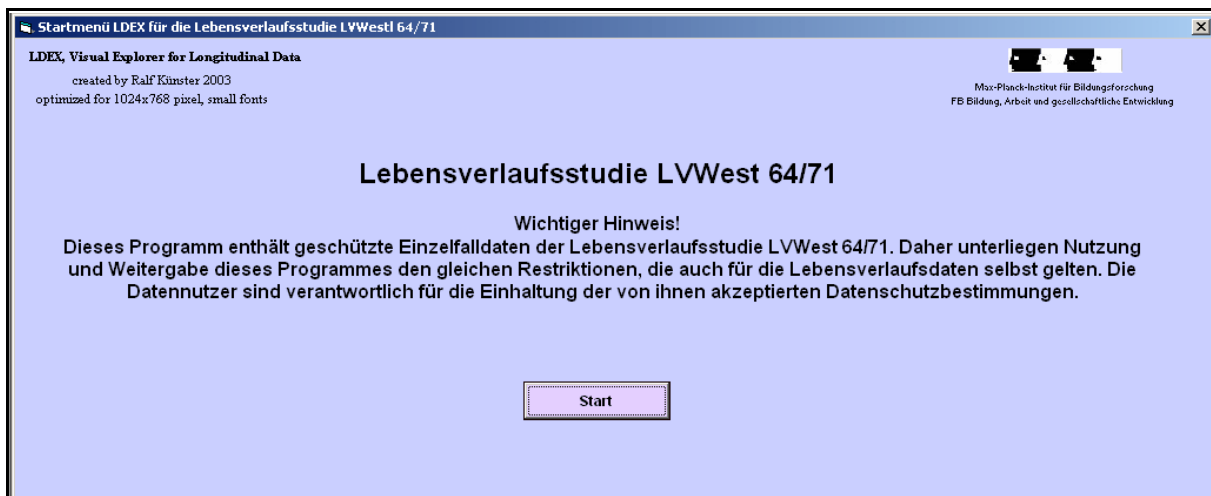 Startmenü LDEX für die Lebensverlaufsstudie LVWestl 64/71
LDEX, Visual Explorer for Longitudinal Data
created by Ralf Künster 2003
optimized for 1024x768 pixel, small fonts
Max-Planck-Institut für Bildungsforschung
FB Bildung, Arbeit und gesellschaftliche Entwicklung
Lebensverlaufsstudie LVWest 64/71
Wichtiger Hinweis!
Dieses Programm enthält geschützte Einzelfalldaten der Lebensverlaufsstudie LVWest 64/71. Daher unterliegen Nutzung
und Weitergabe dieses Programmes den gleichen Restriktionen, die auch für die Lebensverlaufsdaten selbst gelten. Die
Datennutzer sind verantwortlich für die Einhaltung der von ihnen akzeptierten Datenschutzbestimmungen.
Start